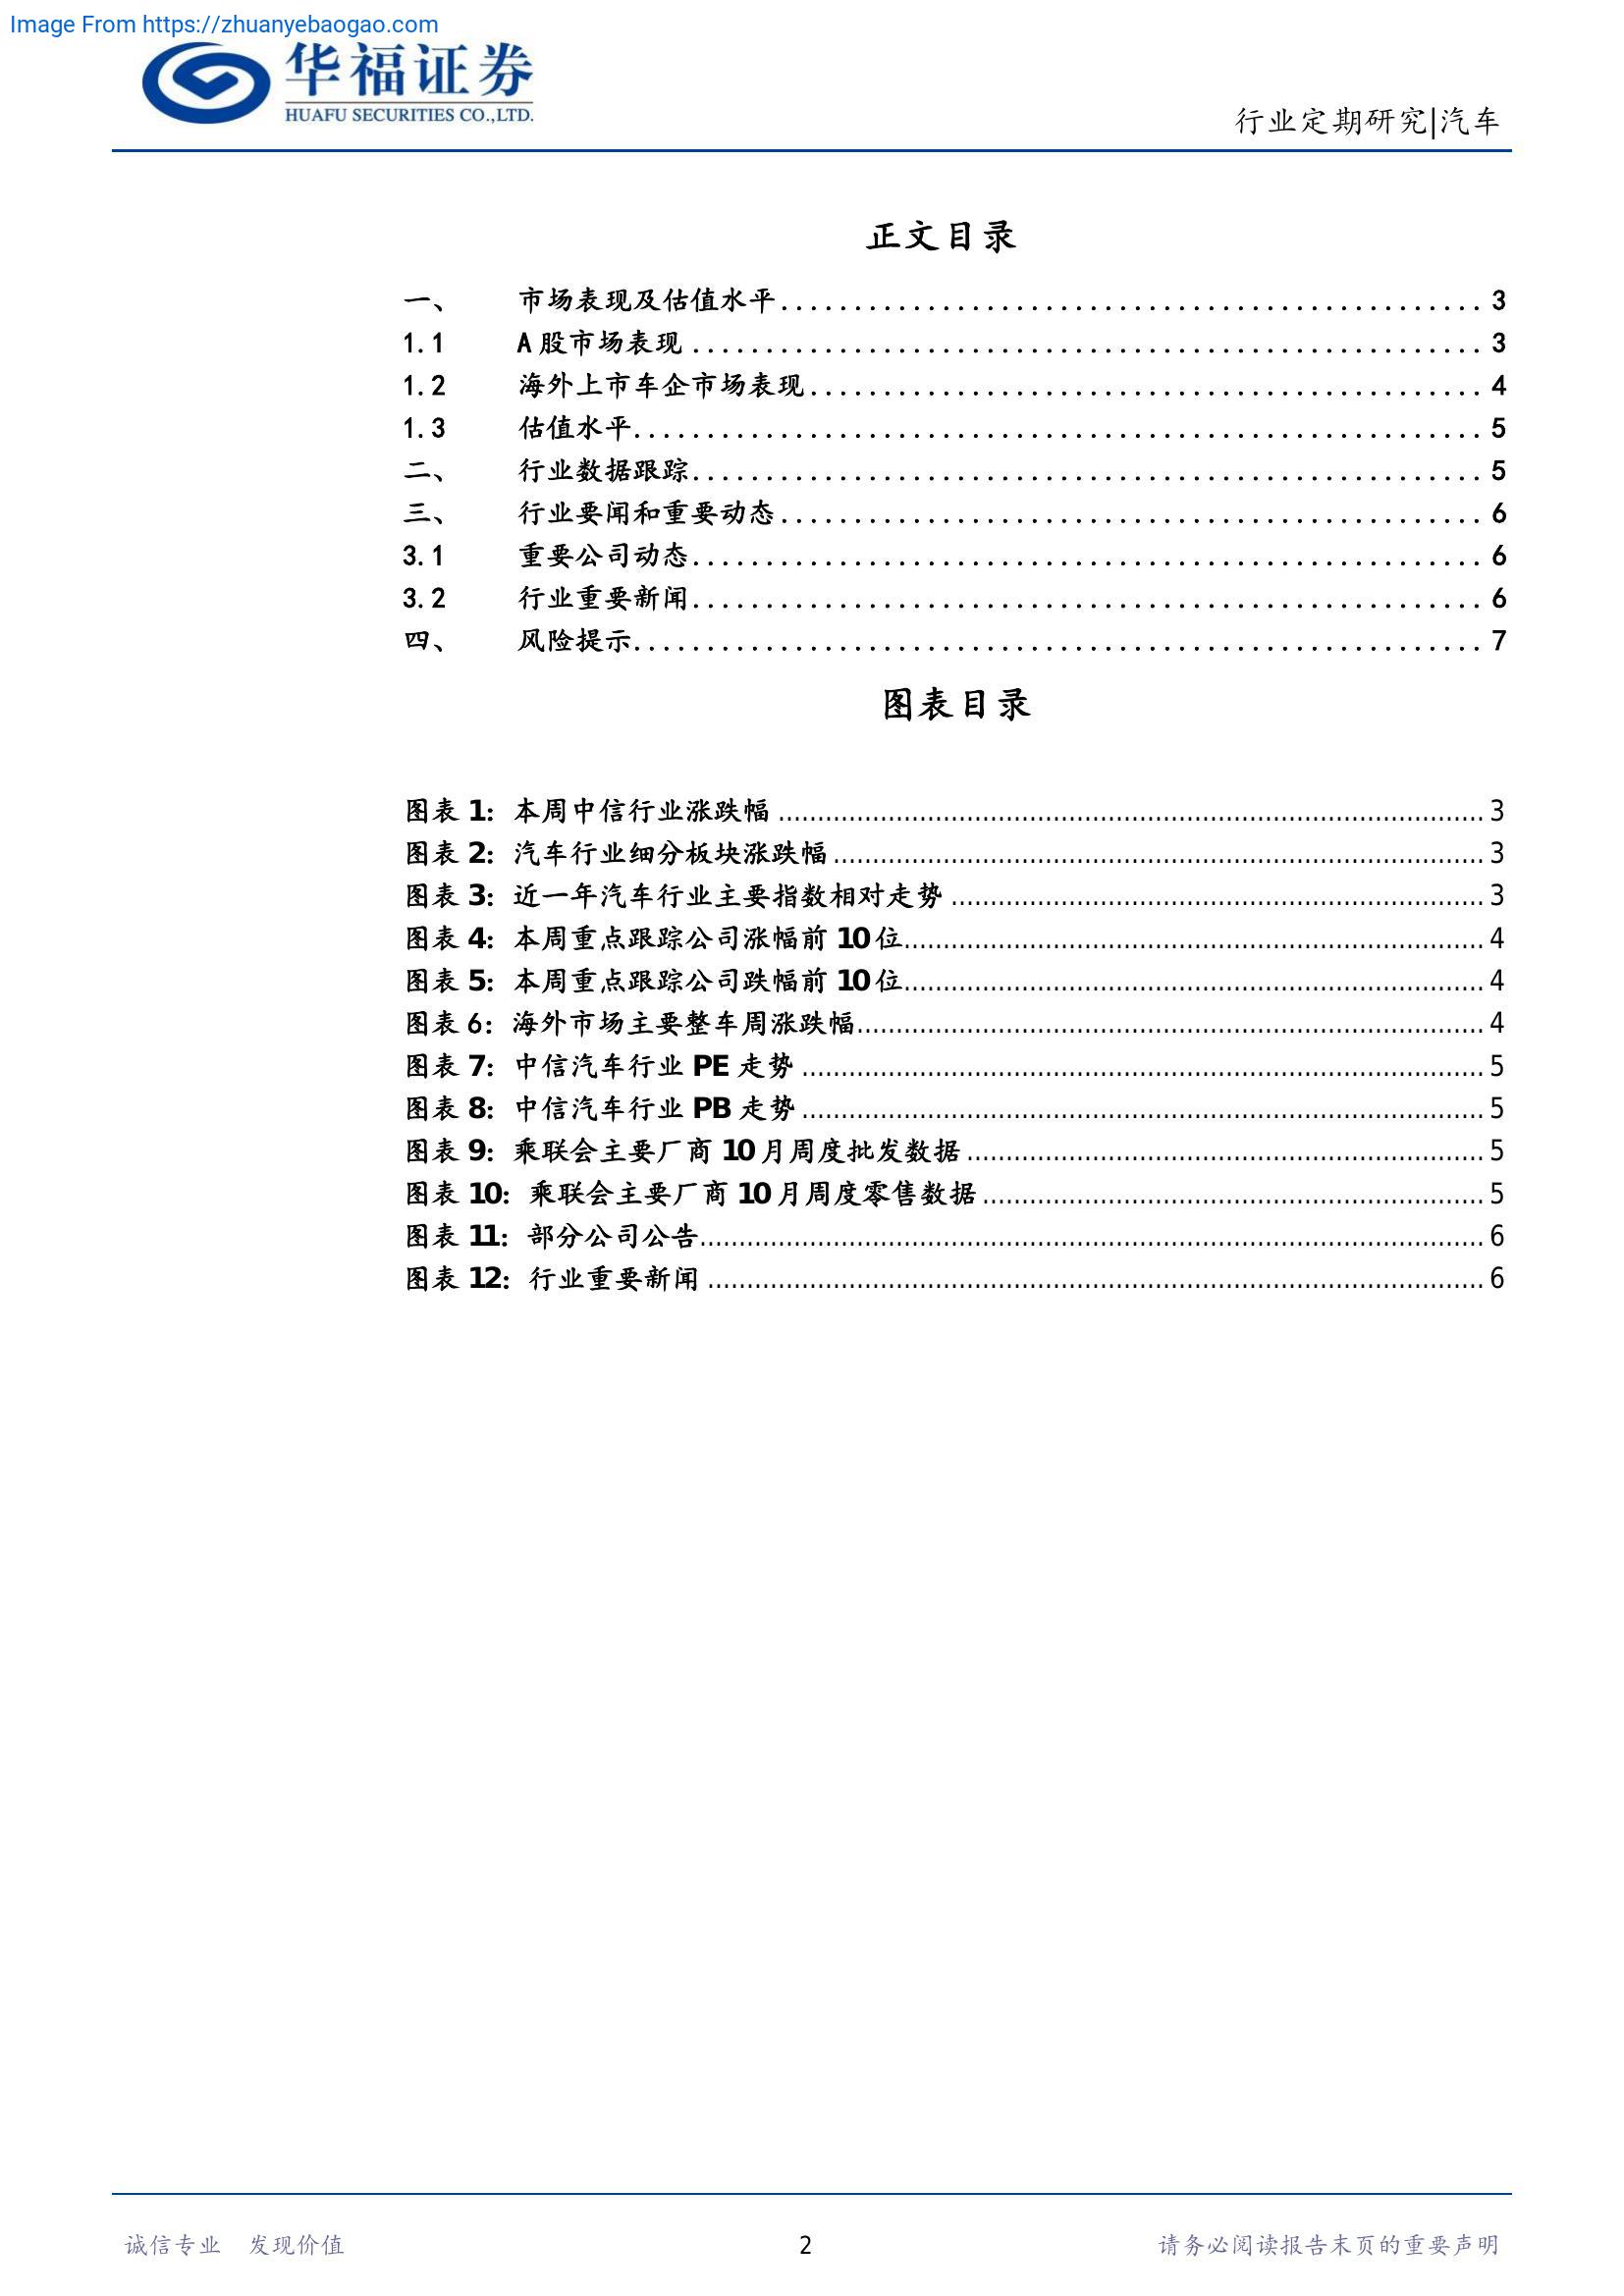 Image From https://zhuanyebaogao.com
华福证券
HUAFU SECURITIES CO.,LTD.
行业定期研究|汽车
正文目录
一、 市场表现及估值水平................................................ 3
1.1 A 股市场表现...................................................... 3
1.2 海外上市车企市场表现.............................................. 4
1.3 估值水平.......................................................... 5
二、 行业数据跟踪...................................................... 5
三、 行业要闻和重要动态................................................ 6
3.1 重要公司动态...................................................... 6
3.2 行业重要新闻...................................................... 6
四、 风险提示.......................................................... 7
图表目录
图表 1：本周中信行业涨跌幅 ................................................ 3
图表 2：汽车行业细分板块涨跌幅 ............................................ 3
图表 3：近一年汽车行业主要指数相对走势 .................................... 3
图表 4：本周重点跟踪公司涨幅前 10 位........................................ 4
图表 5：本周重点跟踪公司跌幅前 10 位........................................ 4
图表 6：海外市场主要整车周涨跌幅........................................... 4
图表 7：中信汽车行业 PE 走势 .............................................. 5
图表 8：中信汽车行业 PB 走势 .............................................. 5
图表 9：乘联会主要厂商 10 月周度批发数据 ................................... 5
图表 10：乘联会主要厂商 10 月周度零售数据 .................................. 5
图表 11：部分公司公告..................................................... 6
图表 12：行业重要新闻 .................................................... 6
诚信专业 发现价值
2
请务必阅读报告末页的重要声明